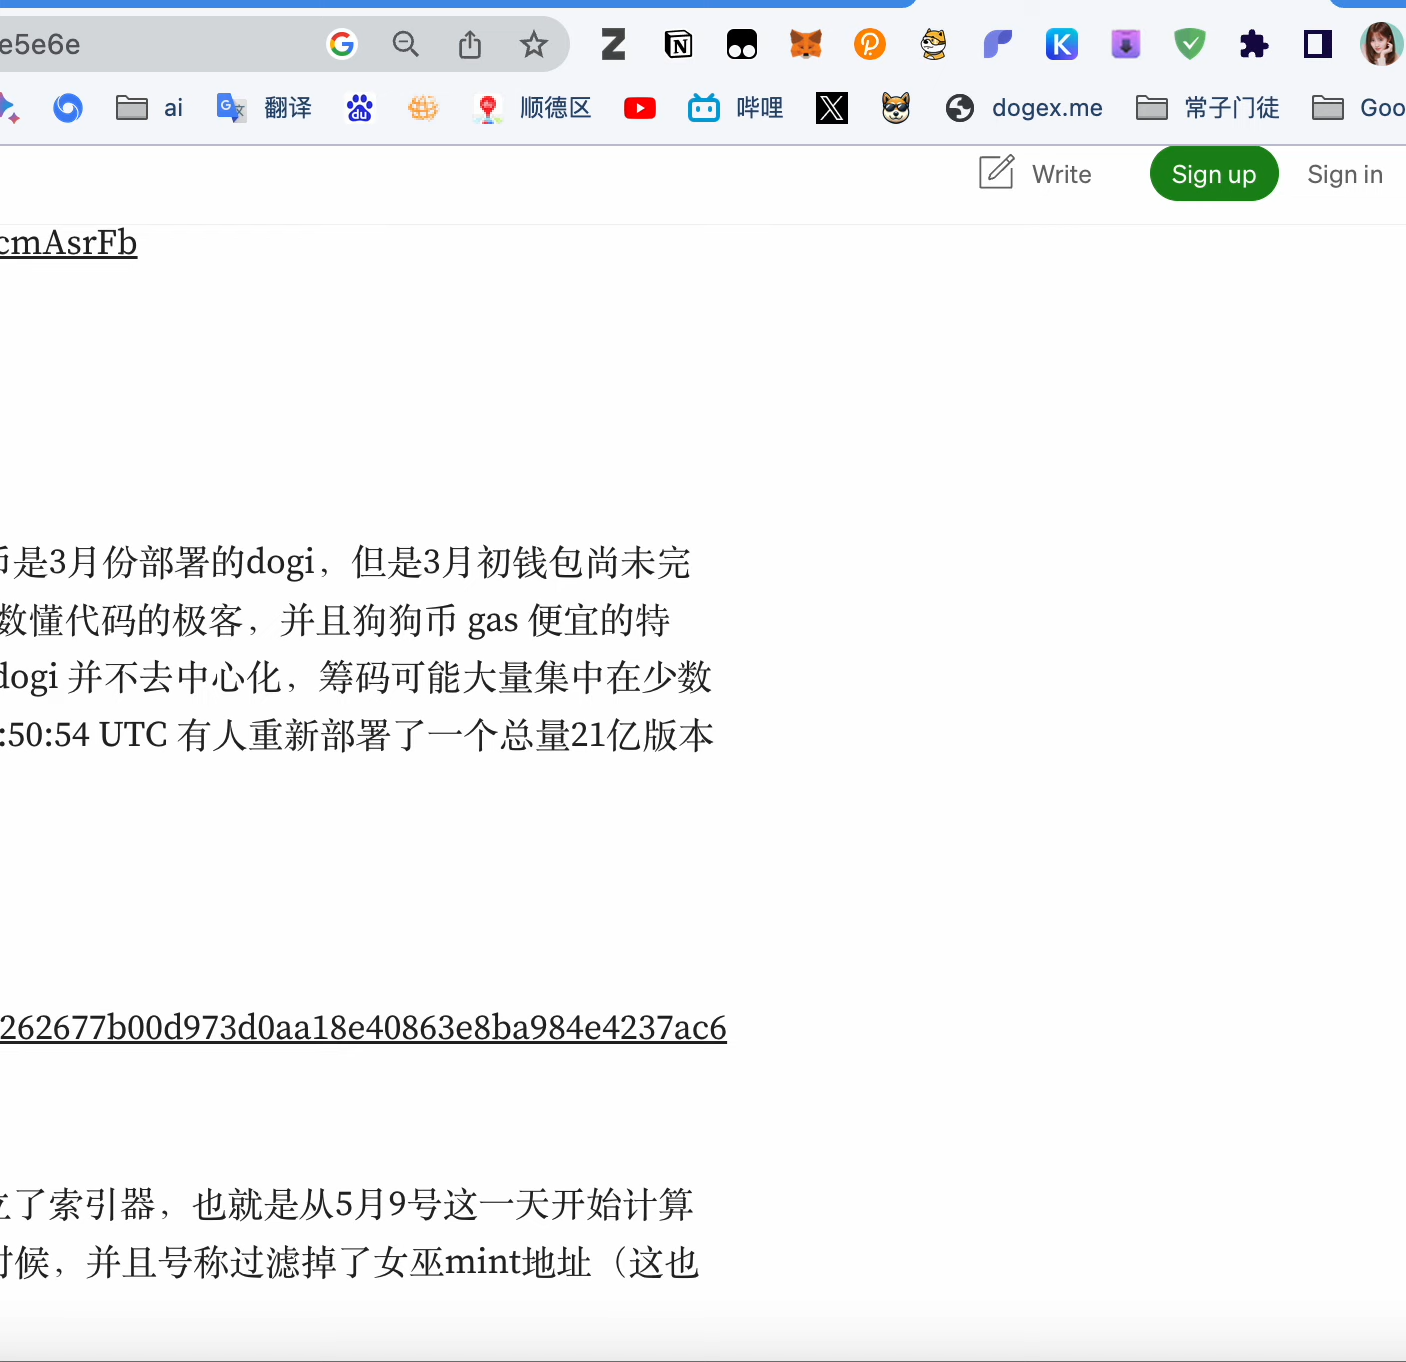 e5e6e
ai 翻译 顺德区 哔哩 dogex.me 常子门徒 Goo
Write Sign up Sign in
cmAsrFb
币是3月份部署的dogi，但是3月初钱包尚未完
数懂代码的极客，并且狗狗币 gas 便宜的特
dogi 并不去中心化，筹码可能大量集中在少数
:50:54 UTC 有人重新部署了一个总量21亿版本
262677b00d973d0aa18e40863e8ba984e4237ac6
立了索引器，也就是从5月9号这一天开始计算
时候，并且号称过滤掉了女巫mint地址（这也